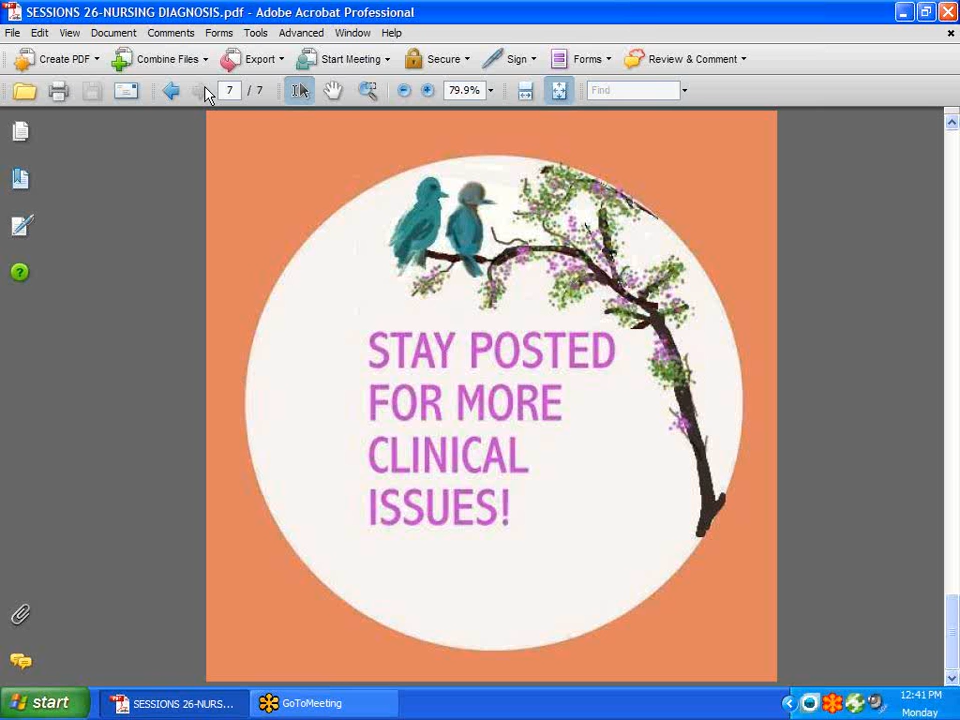 SESSIONS 26-NURSING DIAGNOSIS.pdf - Adobe Acrobat Professional
File Edit View Document Comments Forms Tools Advanced Window Help
Create PDF Combine Files Export Start Meeting Secure Sign Forms Review & Comment
7 / 7 79.9% Find
STAY POSTED
FOR MORE
CLINICAL
ISSUES!
start SESSIONS 26-NURS... GoToMeeting 12:41 PM
Monday